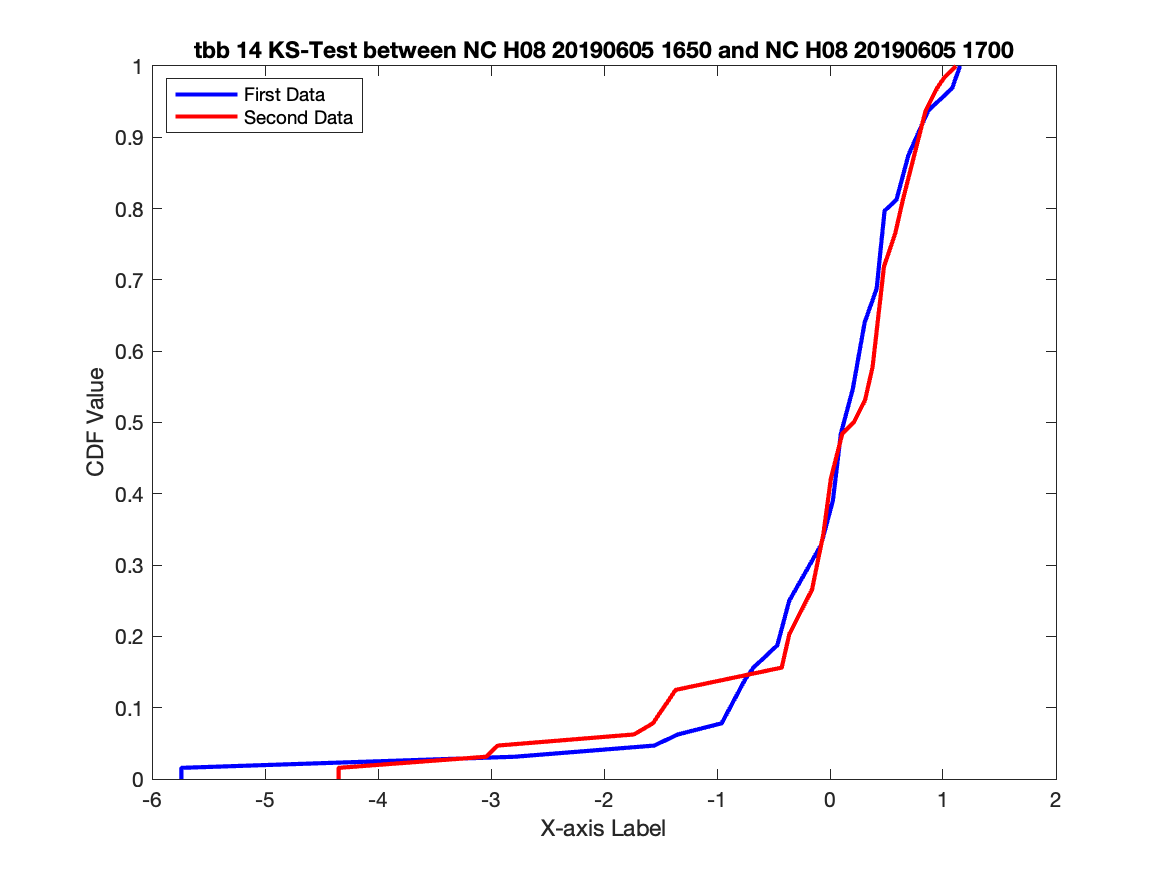 tbb 14 KS-Test between NC H08 20190605 1650 and NC H08 20190605 1700
First Data
Second Data
1
0.9
0.8
0.7
0.6
0.5
0.4
0.3
0.2
0.1
0
CDF Value
-6 -5 -4 -3 -2 -1 0 1 2
X-axis Label